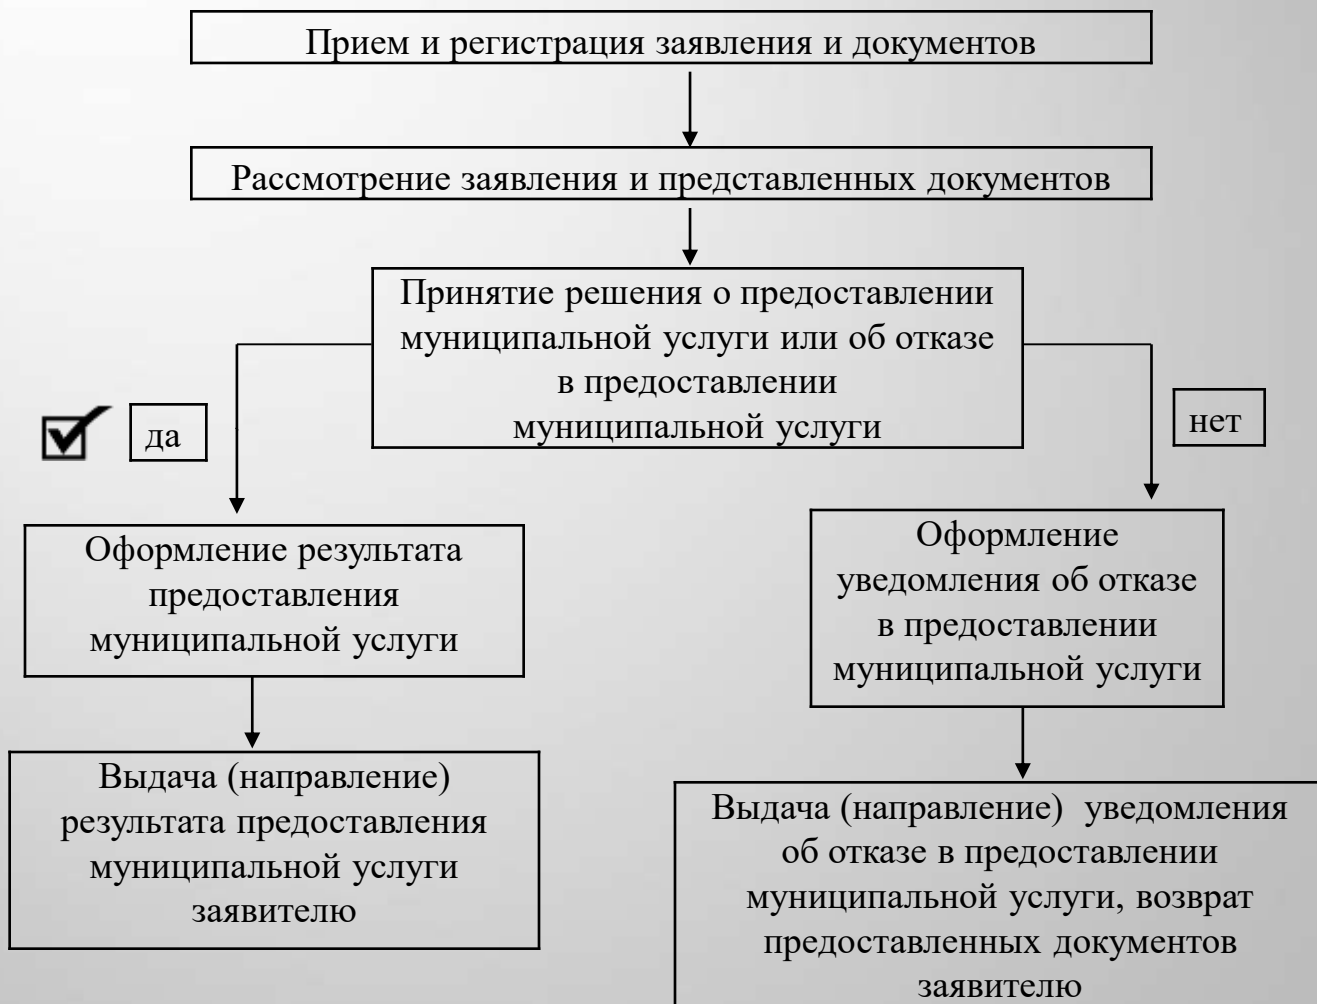 Прием и регистрация заявления и документов
Рассмотрение заявления и представленных документов
Принятие решения о предоставлении
муниципальной услуги или об отказе
в предоставлении
муниципальной услуги
да
нет
Оформление результата
предоставления
муниципальной услуги
Оформление
уведомления об отказе
в предоставлении
муниципальной услуги
Выдача (направление)
результата предоставления
муниципальной услуги
заявителю
Выдача (направление) уведомления
об отказе в предоставлении
муниципальной услуги, возврат
предоставленных документов
заявителю